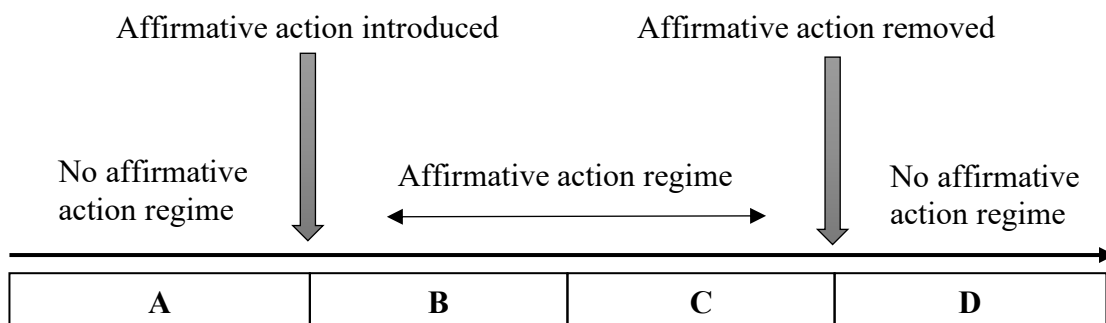 Affirmative action introduced
Affirmative action removed
No affirmative
action regime
Affirmative action regime
No affirmative
action regime
A
B
C
D